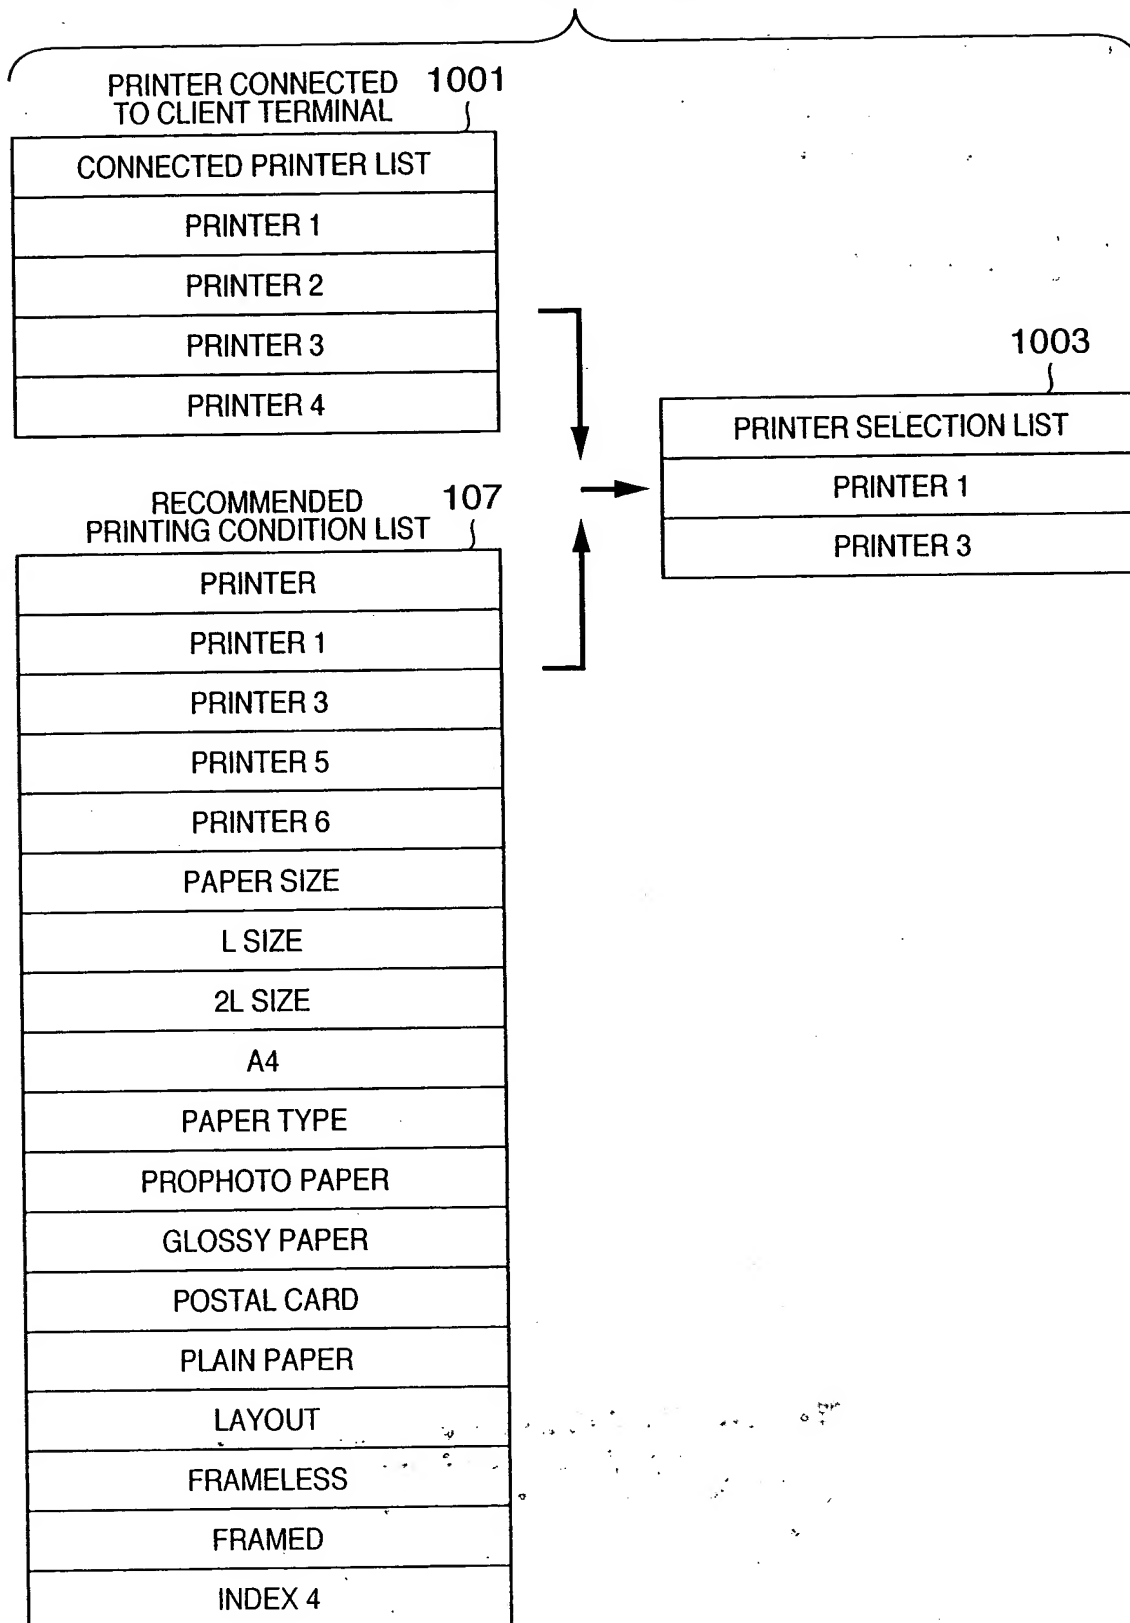 PRINTER CONNECTED
TO CLIENT TERMINAL
1001
CONNECTED PRINTER LIST
PRINTER 1
PRINTER 2
PRINTER 3
PRINTER 4
RECOMMENDED
PRINTING CONDITION LIST
107
PRINTER
PRINTER 1
PRINTER 3
PRINTER 5
PRINTER 6
PAPER SIZE
L SIZE
2L SIZE
A4
PAPER TYPE
PROPHOTO PAPER
GLOSSY PAPER
POSTAL CARD
PLAIN PAPER
LAYOUT
FRAMELESS
FRAMED
INDEX 4
1003
PRINTER SELECTION LIST
PRINTER 1
PRINTER 3